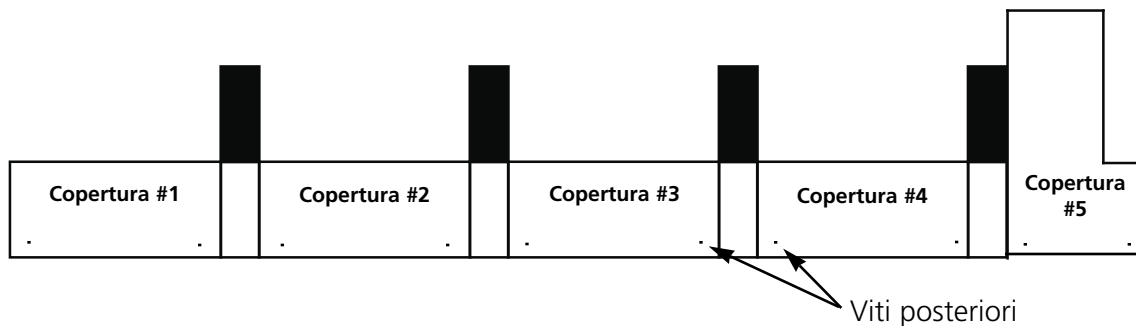 Copertura #1
Copertura #2
Copertura #3
Copertura #4
Copertura
#5
Viti posteriori